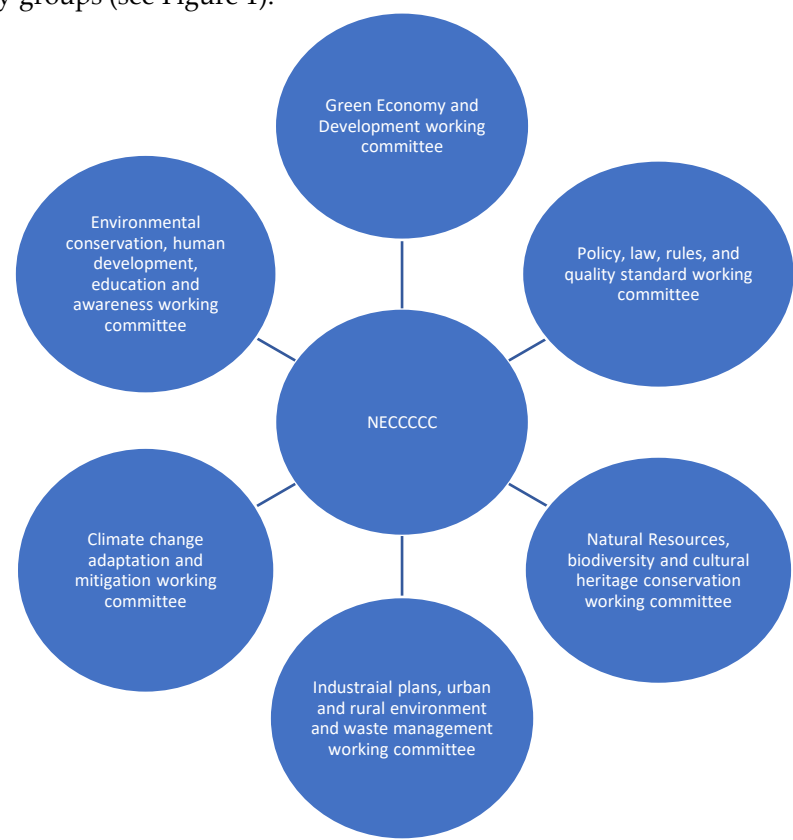 y groups (see Figure 1).
Green Economy and
Development working
committee
Policy, law, rules, and
quality standard working
committee
Natural Resources,
biodiversity and cultural
heritage conservation
working committee
Industraial plans, urban
and rural environment
and waste management
working committee
Climate change
adaptation and
mitigation working
committee
Environmental
conservation, human
development,
education and
awareness working
committee
NECCCCC